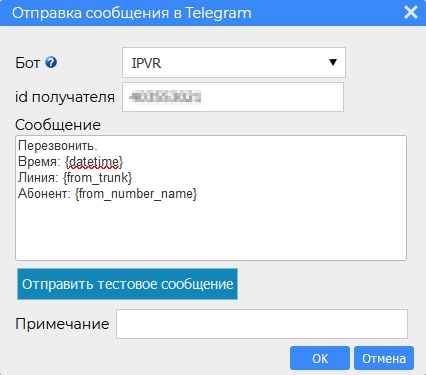 Отправка сообщения в Telegram
Бот
IPVR
id получателя
Сообщение
Перезвонить.
Время: {datetime}
Линия: {from_trunk}
Абонент: {from_number_name}
Отправить тестовое сообщение
Примечание
OK Отмена